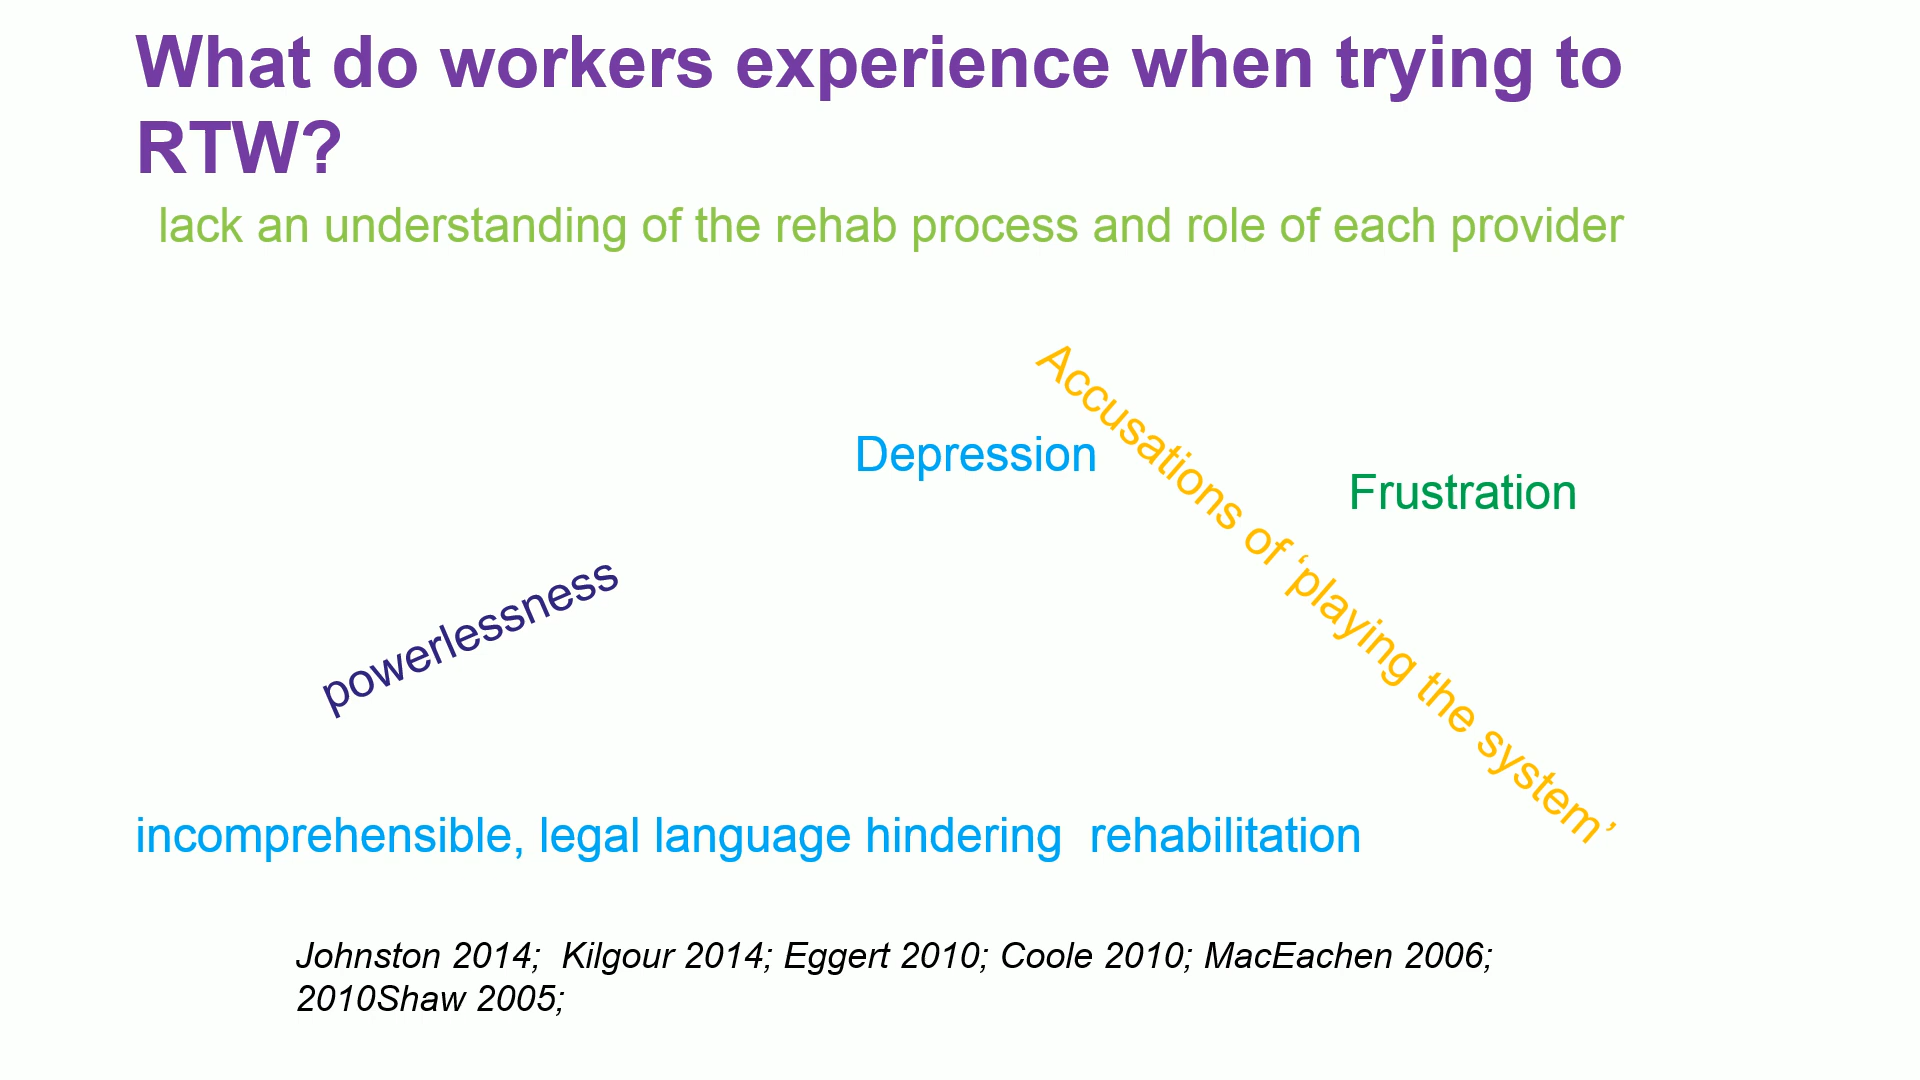 What do workers experience when trying to
RTW?
lack an understanding of the rehab process and role of each provider
Accusations of ‘playing the system’
Depression
Frustration
powerlessness
incomprehensible, legal language hindering  rehabilitation
Johnston 2014;  Kilgour 2014; Eggert 2010; Coole 2010; MacEachen 2006;
2010Shaw 2005;